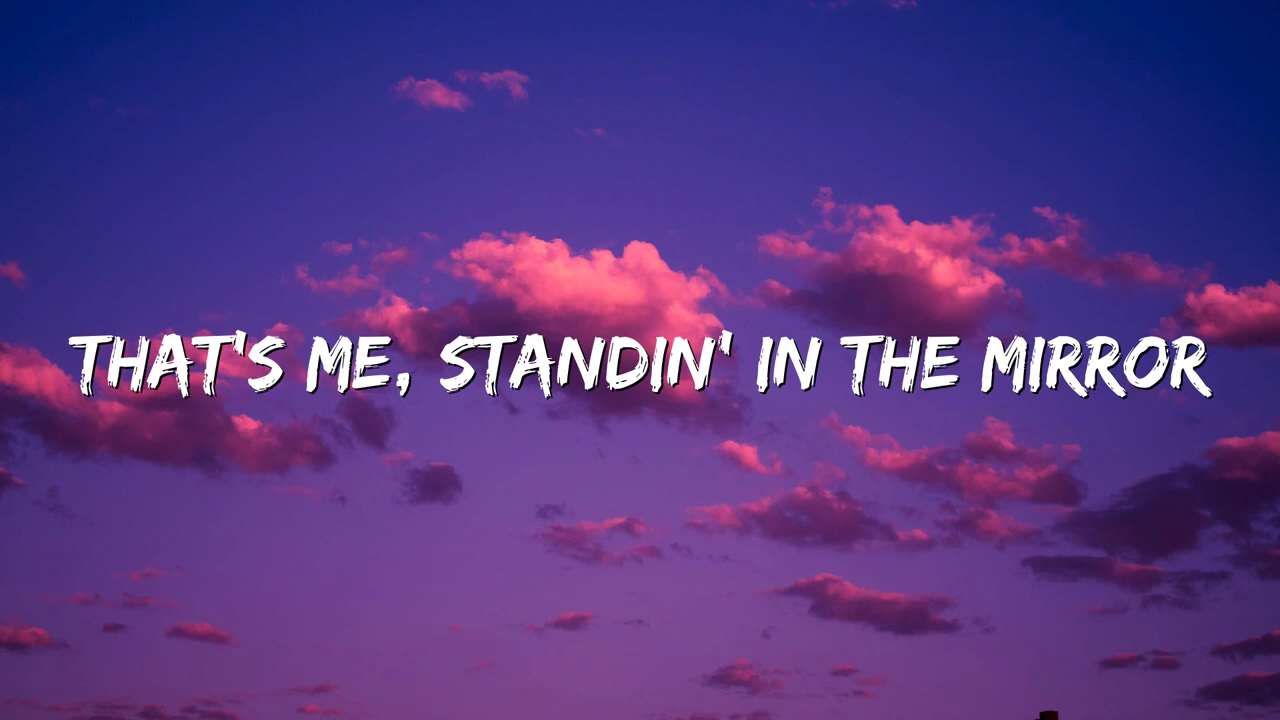 THAT'S ME, STANDIN' IN THE MIRROR